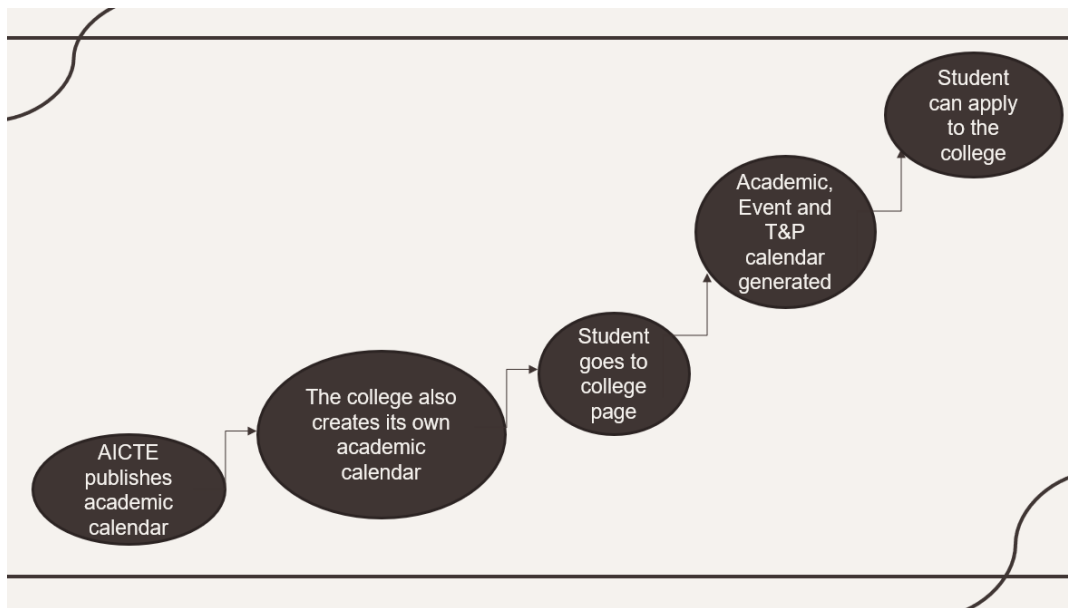 AICTE
publishes
academic
calendar
The college also
creates its own
academic
calendar
Student
goes to
college
page
Academic,
Event and
T&P
calendar
generated
Student
can apply
to the
college